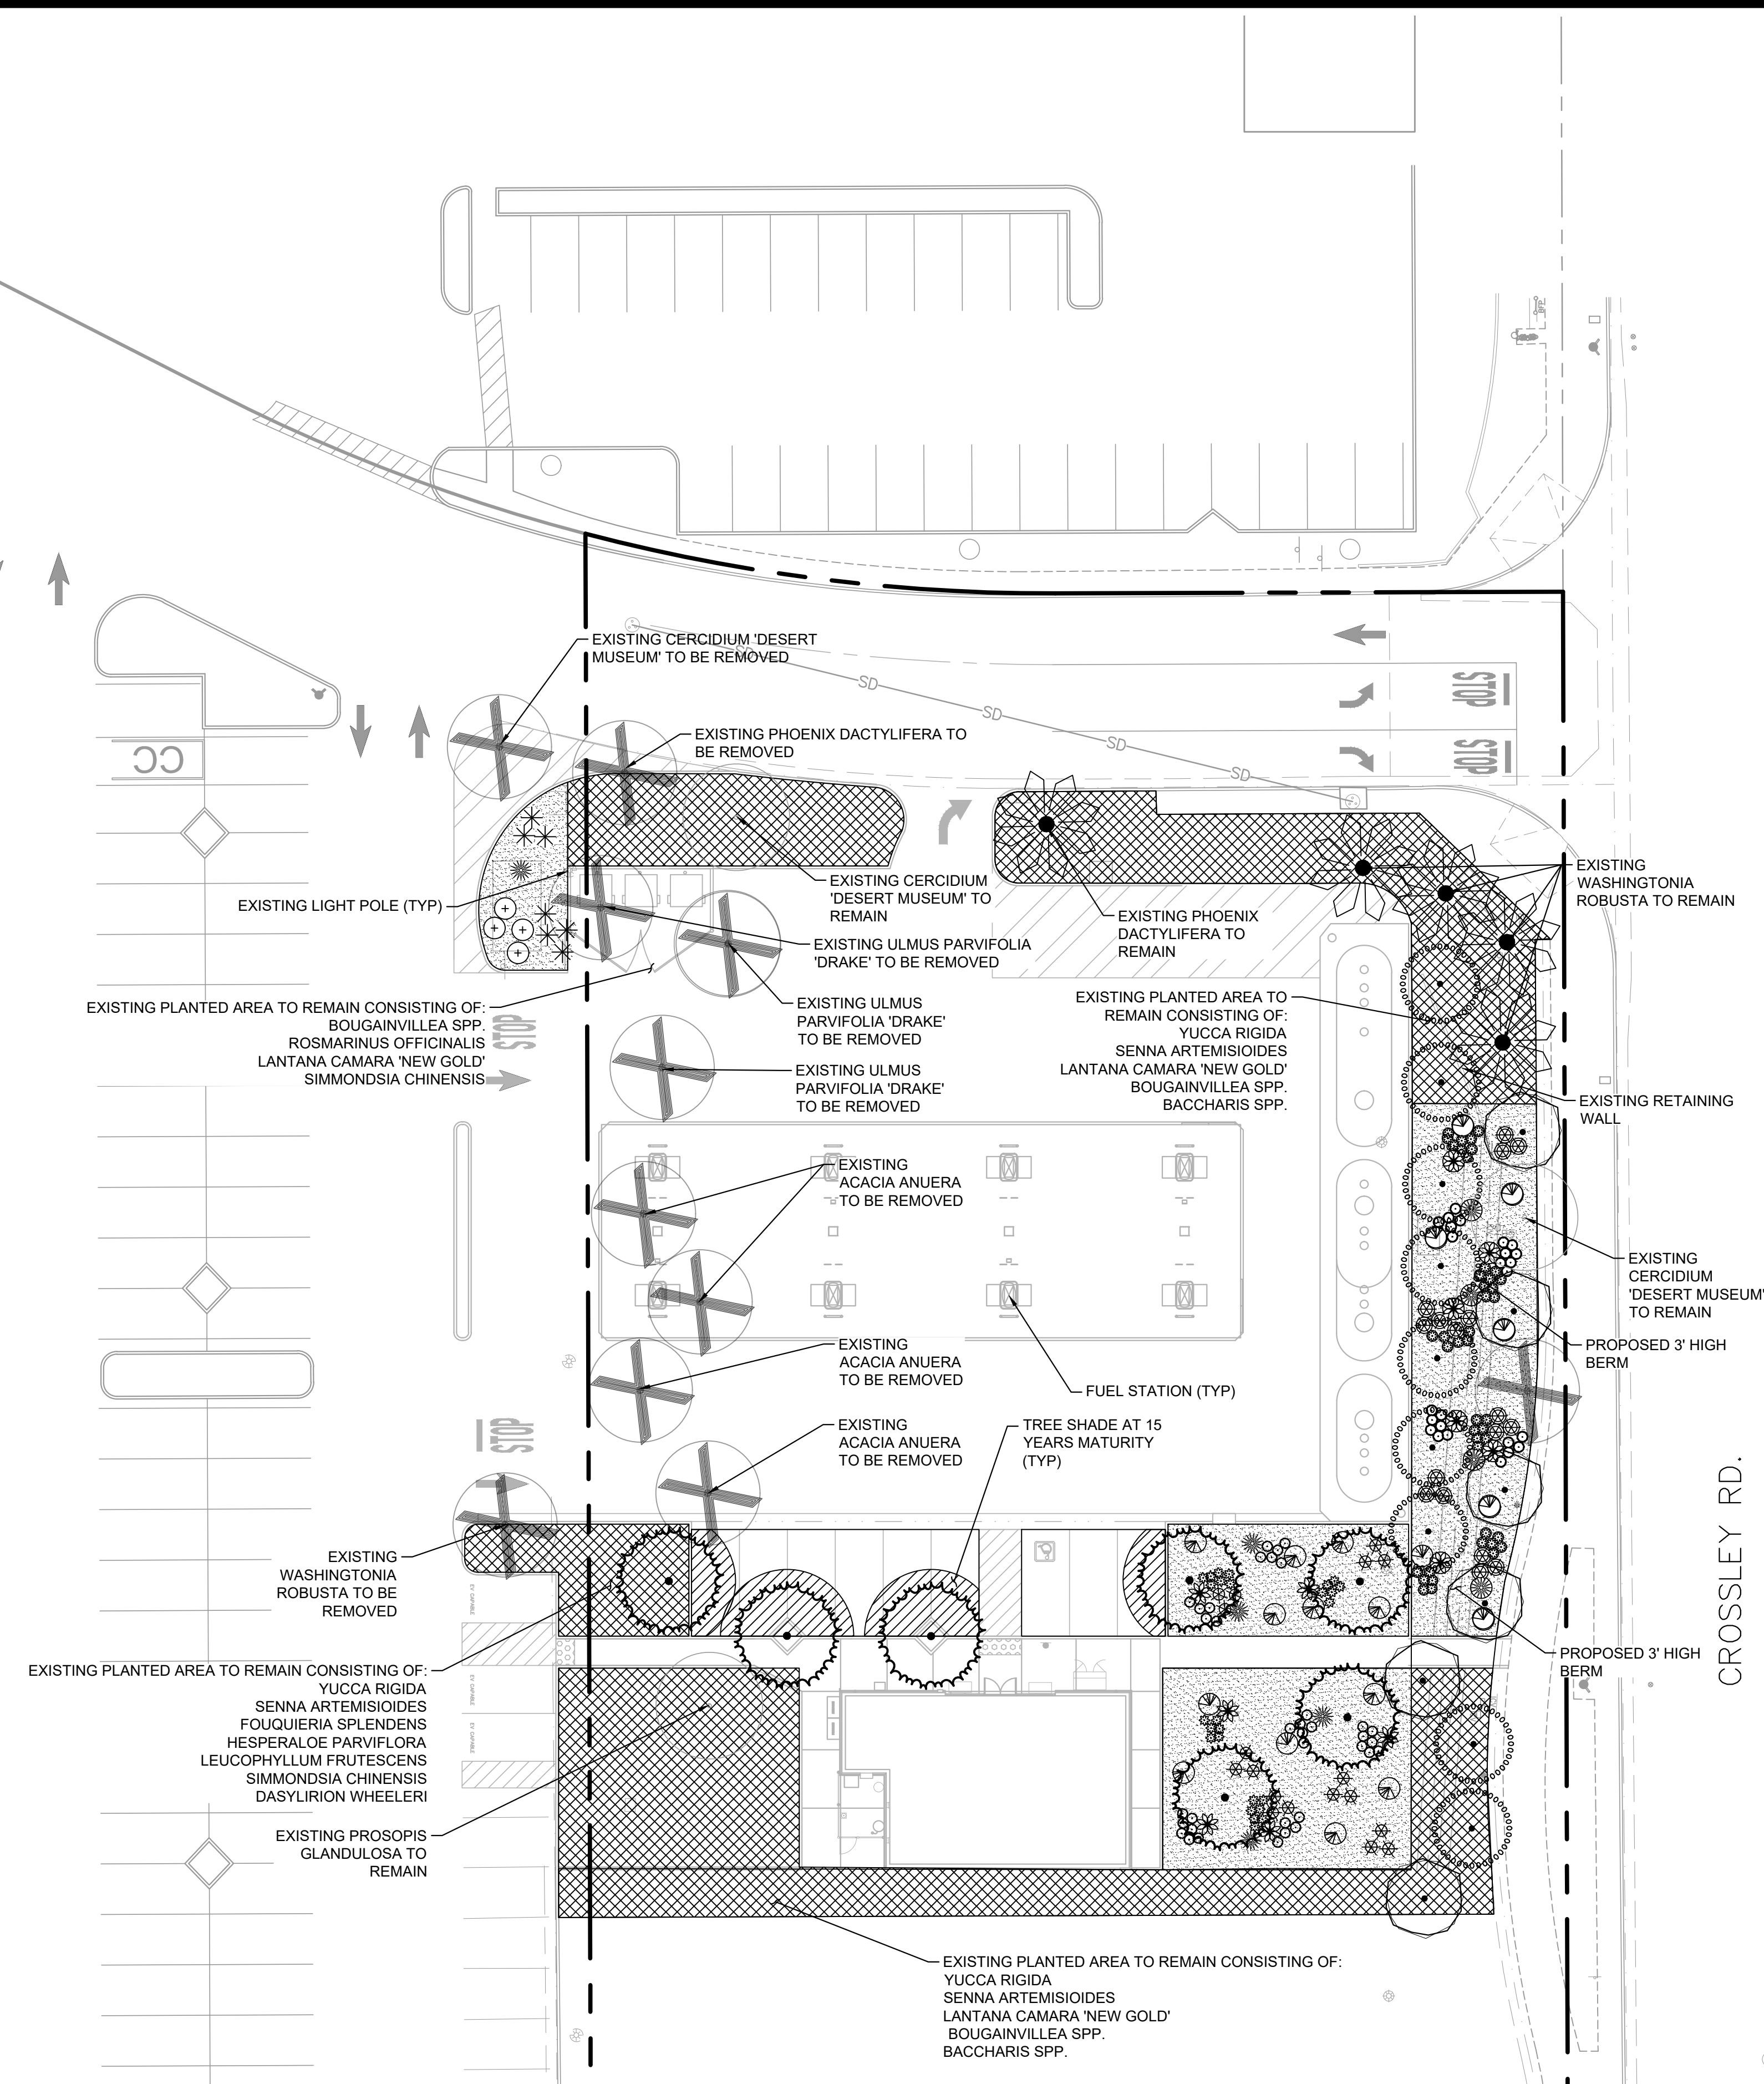 BFP
EXISTING CERCIDIUM 'DESERT
MUSEUM' TO BE REMOVED
SD
SD
SD
SD
SD
STOP
STOP
CC
EXISTING PHOENIX DACTYLIFERA TO
BE REMOVED
EXISTING LIGHT POLE (TYP)
EXISTING CERCIDIUM
'DESERT MUSEUM' TO
REMAIN
EXISTING ULMUS PARVIFOLIA
'DRAKE' TO BE REMOVED
EXISTING PHOENIX
DACTYLIFERA TO
REMAIN
EXISTING
WASHINGTONIA
ROBUSTA TO REMAIN
EXISTING PLANTED AREA TO REMAIN CONSISTING OF:
BOUGAINVILLEA SPP.
ROSMARINUS OFFICINALIS
LANTANA CAMARA 'NEW GOLD'
SIMMONDSIA CHINENSIS
STOP
EXISTING ULMUS
PARVIFOLIA 'DRAKE'
TO BE REMOVED
EXISTING ULMUS
PARVIFOLIA 'DRAKE'
TO BE REMOVED
EXISTING PLANTED AREA TO
REMAIN CONSISTING OF:
YUCCA RIGIDA
SENNA ARTEMISIOIDES
LANTANA CAMARA 'NEW GOLD'
BOUGAINVILLEA SPP.
BACCHARIS SPP.
EXISTING RETAINING
WALL
EXISTING
ACACIA ANUERA
TO BE REMOVED
EXISTING
CERCIDIUM
'DESERT MUSEUM'
TO REMAIN
EXISTING
ACACIA ANUERA
TO BE REMOVED
PROPOSED 3' HIGH
BERM
FUEL STATION (TYP)
STOP
EXISTING
ACACIA ANUERA
TO BE REMOVED
TREE SHADE AT 15
YEARS MATURITY
(TYP)
CROSSLEY RD.
EXISTING
WASHINGTONIA
ROBUSTA TO BE
REMOVED
EV CAPABLE
EV CAPABLE
EV CAPABLE
PROPOSED 3' HIGH
BERM
EXISTING PLANTED AREA TO REMAIN CONSISTING OF:
YUCCA RIGIDA
SENNA ARTEMISIOIDES
FOUQUIERIA SPLENDENS
HESPERALOE PARVIFLORA
LEUCOPHYLLUM FRUTESCENS
SIMMONDSIA CHINENSIS
DASYLIRION WHEELERI
EXISTING PROSOPIS
GLANDULOSA TO
REMAIN
EXISTING PLANTED AREA TO REMAIN CONSISTING OF:
YUCCA RIGIDA
SENNA ARTEMISIOIDES
LANTANA CAMARA 'NEW GOLD'
BOUGAINVILLEA SPP.
BACCHARIS SPP.